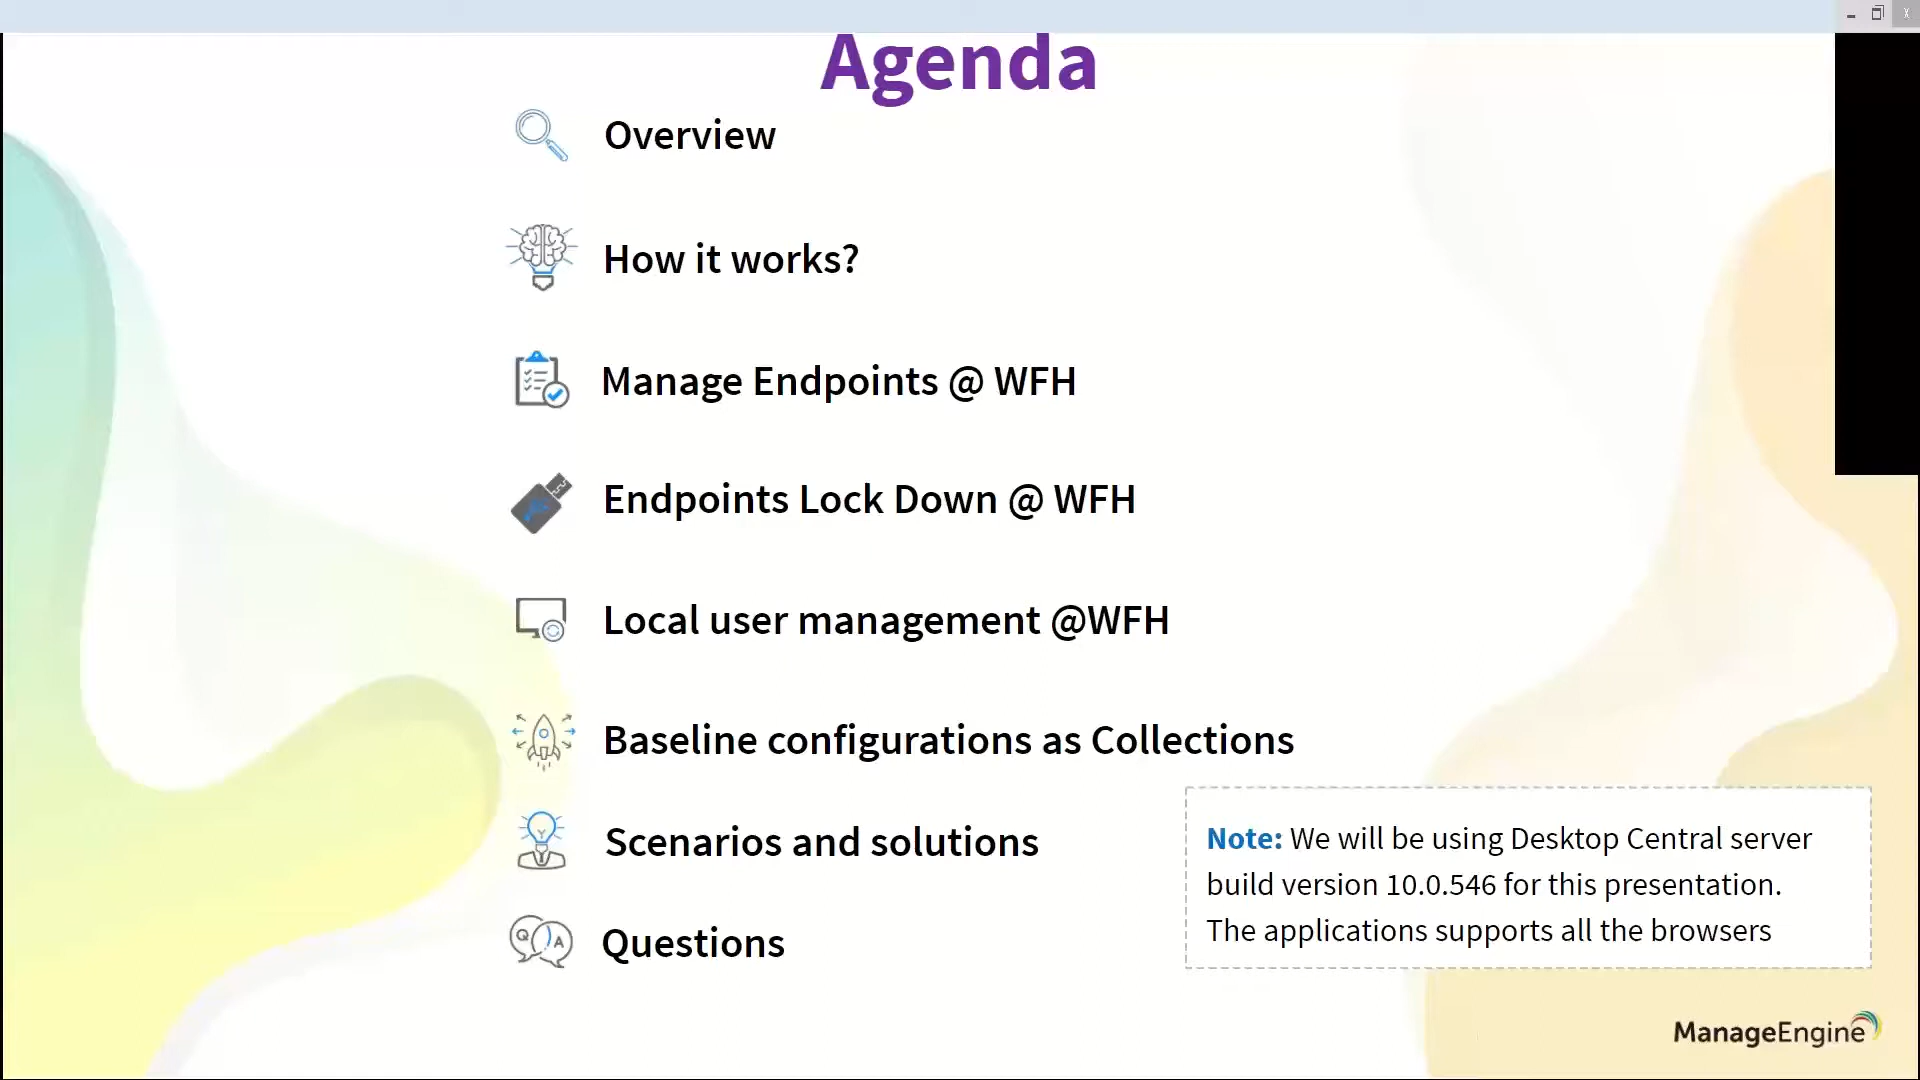 Agenda
Overview
How it works?
Manage Endpoints @ WFH
Endpoints Lock Down @ WFH
Local user management @WFH
Baseline configurations as Collections
Scenarios and solutions
Q A
Questions
Note: We will be using Desktop Central server
build version 10.0.546 for this presentation.
The applications supports all the browsers
ManageEngine